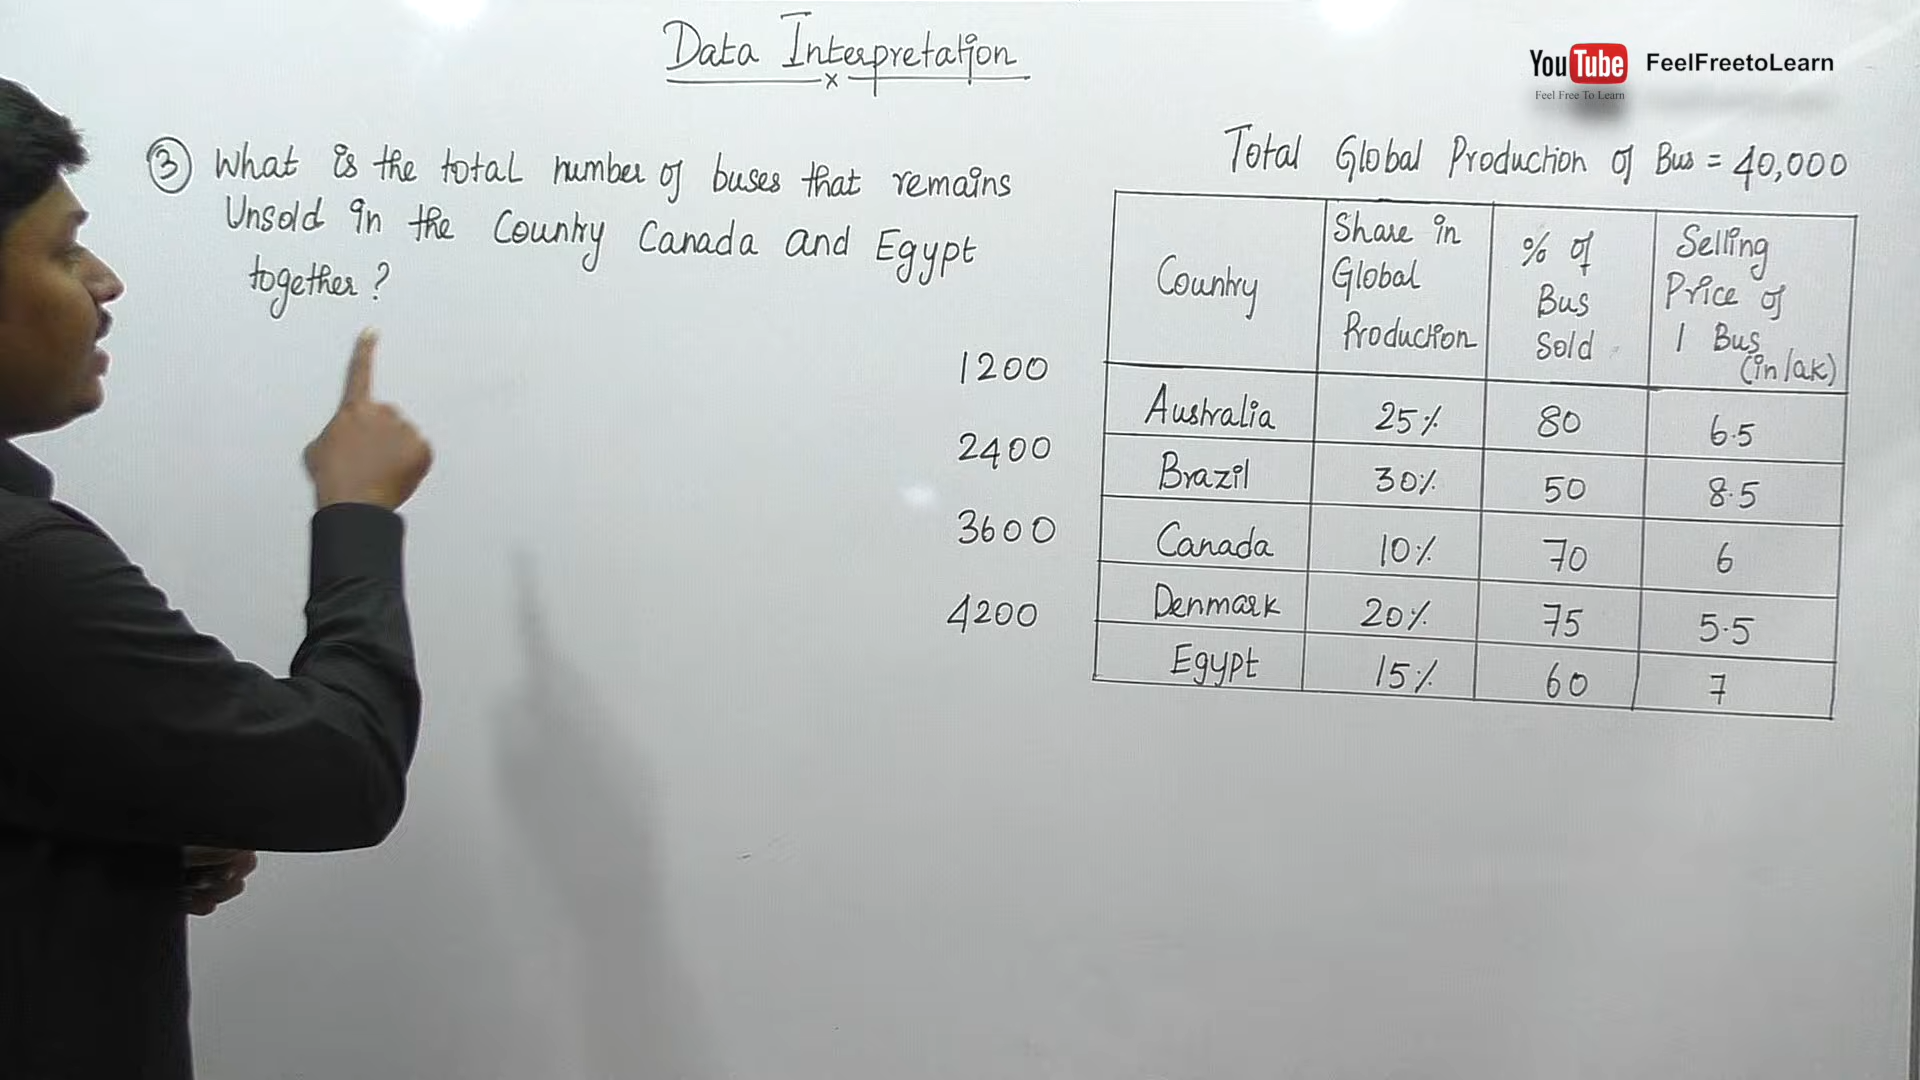 Data Interpretation
x
YouTube FeelFreetoLearn
Feel Free To Learn
③ What is the total number of buses that remains
Unsold in the Country Canada and Egypt
together?
1200
2400
3600
4200
Total Global Production of Bus = 40,000
Country | Share in Global Production | % of Bus Sold | Selling Price of 1 Bus (in lak)
Australia 25% 80 6.5
Brazil 30% 50 8.5
Canada 10% 70 6
Denmark 20% 75 5.5
Egypt 15% 60 7